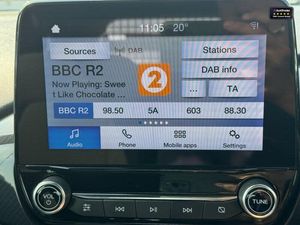 11:05 20°
Sources DAB Stations
BBC R2
Now Playing: Swee
t Like Chocolate ...
2
DAB info
... TA
BBC R2 98.50 5A 603 88.30
Audio Phone Mobile apps Settings
VOL TUNE